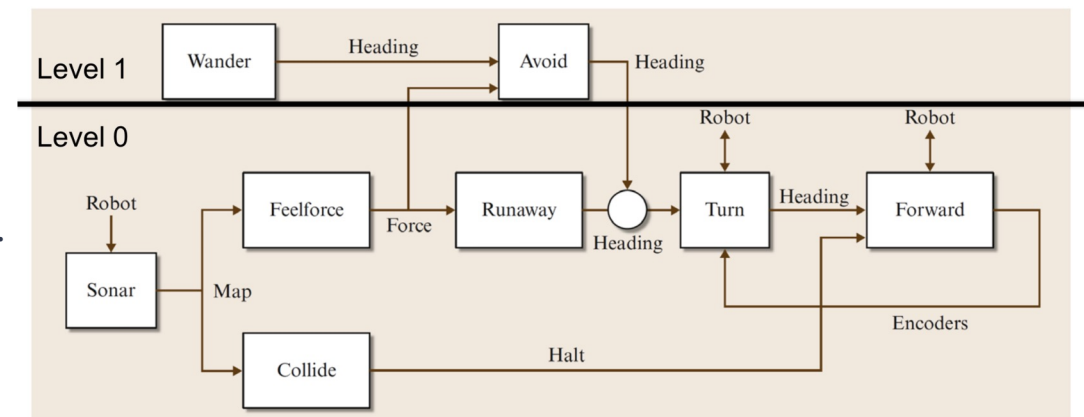 Level 1
Wander
Heading
Avoid
Heading
Level 0
Robot
Robot
Robot
Feelforce
Force
Runaway
Heading
Turn
Heading
Forward
Sonar
Map
Encoders
Collide
Halt